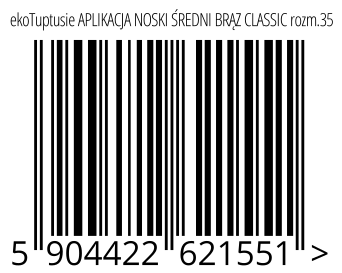 ekoTuptusie APLIKACJA NOSKI ŚREDNI BRĄZ CLASSIC rozm.35
5 904422 621551 >